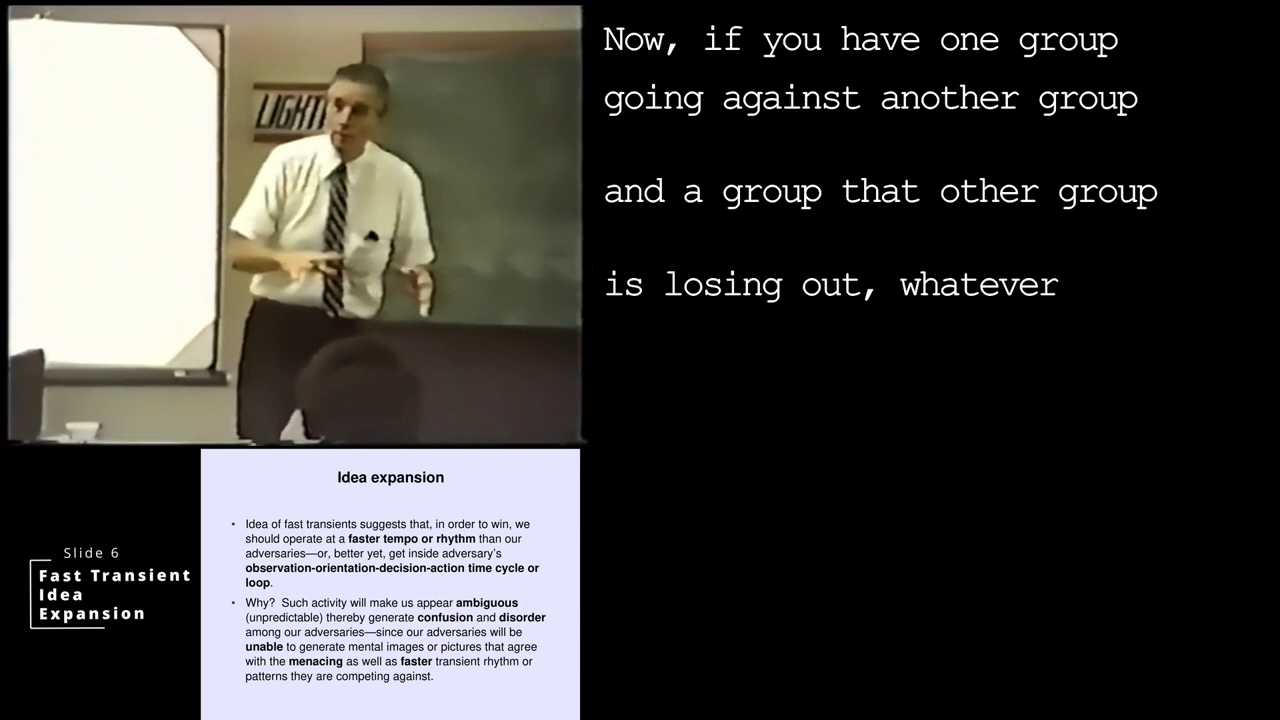 LIGHT
Now, if you have one group
going against another group
and a group that other group
is losing out, whatever
Slide 6
Fast Transient
Idea
Expansion
Idea expansion
• Idea of fast transients suggests that, in order to win, we
should operate at a faster tempo or rhythm than our
adversaries—or, better yet, get inside adversary's
observation-orientation-decision-action time cycle or
loop.
• Why? Such activity will make us appear ambiguous
(unpredictable) thereby generate confusion and disorder
among our adversaries—since our adversaries will be
unable to generate mental images or pictures that agree
with the menacing as well as faster transient rhythm or
patterns they are competing against.